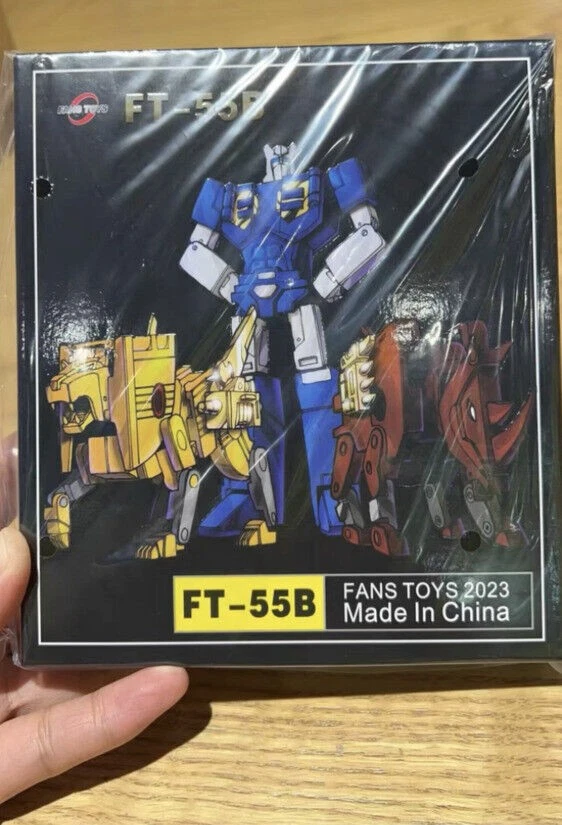 FANS TOYS
FT-55B
FT-55B
FANS TOYS 2023
Made In China